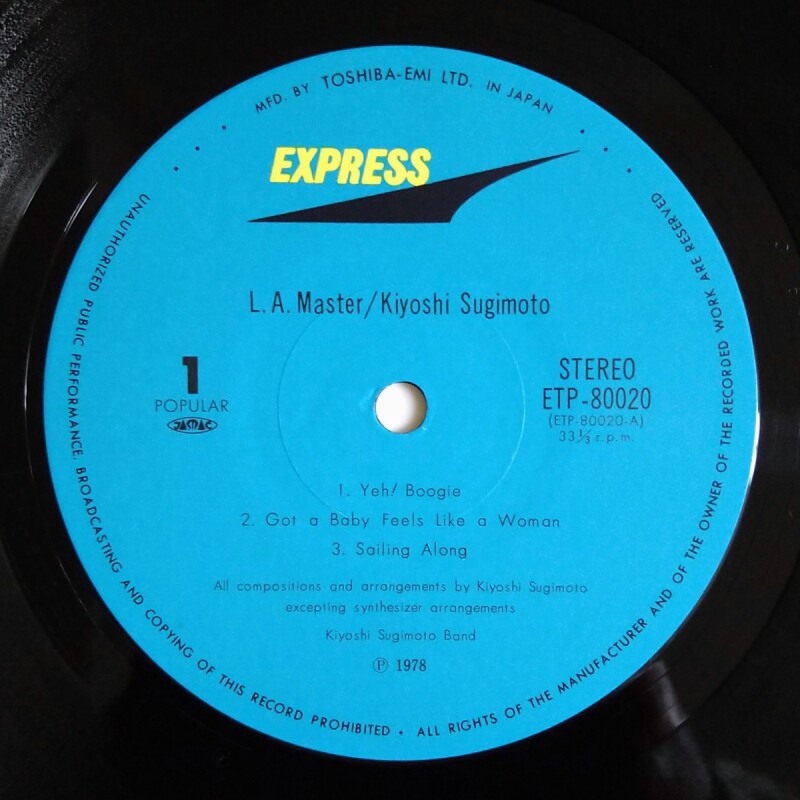 MFD. BY TOSHIBA-EMI LTD. IN JAPAN
EXPRESS
L.A. Master/Kiyoshi Sugimoto
1
POPULAR
JASRAC
STEREO
ETP-80020
(ETP-80020-A)
33⅓ r.p.m.
1. Yeh! Boogie
2. Got a Baby Feels Like a Woman
3. Sailing Along
All compositions and arrangements by Kiyoshi Sugimoto
excepting synthesizer arrangements
Kiyoshi Sugimoto Band
℗ 1978
UNAUTHORIZED PUBLIC PERFORMANCE, BROADCASTING AND COPYING OF THIS RECORD PROHIBITED • ALL RIGHTS OF THE MANUFACTURER AND OF THE OWNER OF THE RECORDED WORK ARE RESERVED